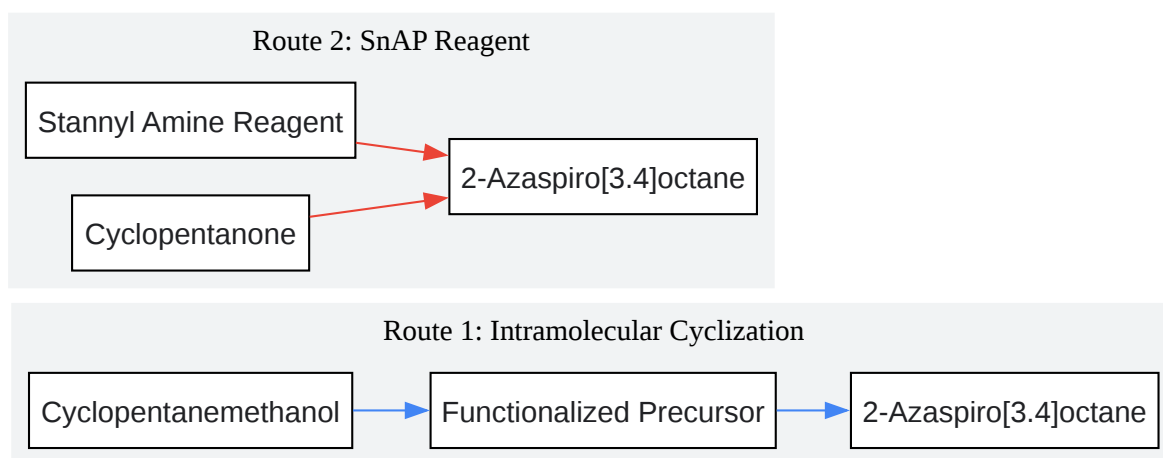 Route 2: SnAP Reagent
Stannyl Amine Reagent
2-Azaspiro[3.4]octane
Cyclopentanone
Route 1: Intramolecular Cyclization
Cyclopentanemethanol
Functionalized Precursor
2-Azaspiro[3.4]octane